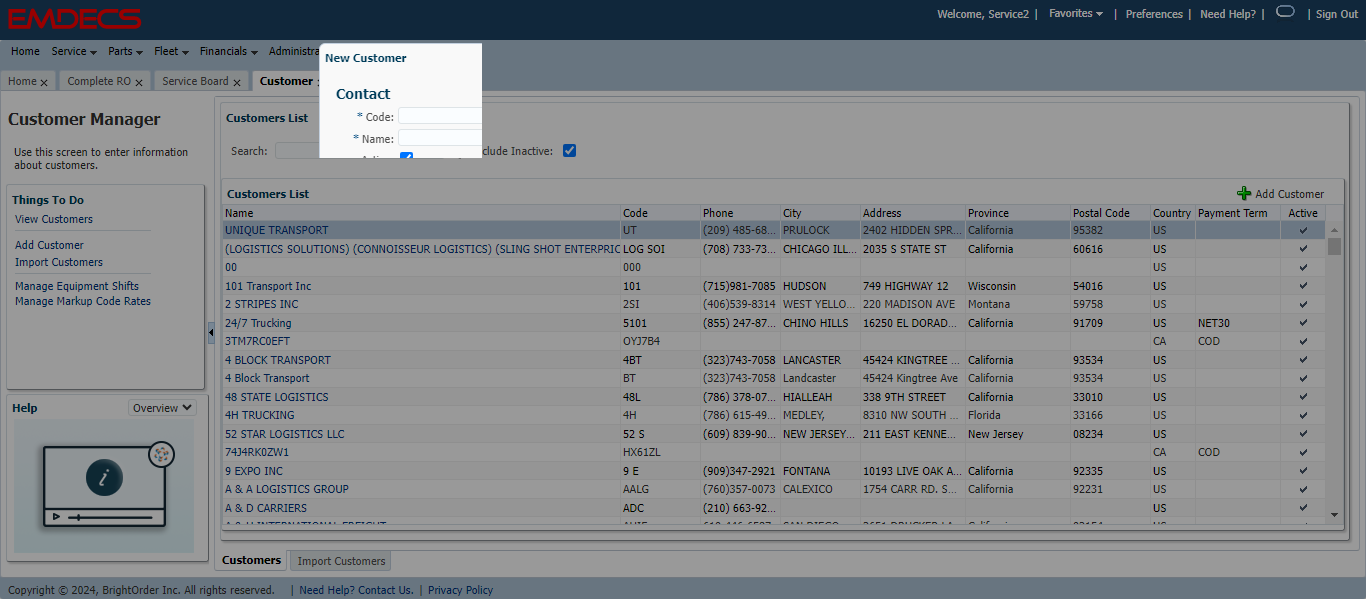 EMDECS
Welcome, Service2 | Favorites | Preferences | Need Help? | | Sign Out
Home Service Parts Fleet Financials Administra
Home x Complete RO x Service Board x Customer
New Customer
Contact
* Code:
* Name:
Customer Manager
Use this screen to enter information
about customers.
Things To Do
View Customers
Add Customer
Import Customers
Manage Equipment Shifts
Manage Markup Code Rates
Help Overview
Customers List
Search: clude Inactive:
Customers List Add Customer
Name Code Phone City Address Province Postal Code Country Payment Term Active
UNIQUE TRANSPORT UT (209) 485-68... PRULOCK 2402 HIDDEN SPR... California 95382 US
(LOGISTICS SOLUTIONS) (CONNOISSEUR LOGISTICS) (SLING SHOT ENTERPRIC LOG SOI (708) 733-73... CHICAGO ILL... 2035 S STATE ST California 60616 US
00 000 US
101 Transport Inc 101 (715)981-7085 HUDSON 749 HIGHWAY 12 Wisconsin 54016 US
2 STRIPES INC 2SI (406)539-8314 WEST YELLO... 220 MADISON AVE Montana 59758 US
24/7 Trucking 5101 (855) 247-87... CHINO HILLS 16250 EL DORAD... California 91709 US NET30
3TM7RC0EFT OYJ7B4 CA COD
4 BLOCK TRANSPORT 4BT (323)743-7058 LANCASTER 45424 KINGTREE ... California 93534 US
4 Block Transport BT (323)743-7058 Landcaster 45424 Kingtree Ave California 93534 US
48 STATE LOGISTICS 48L (786) 378-07... HIALLEAH 338 9TH STREET California 33010 US
4H TRUCKING 4H (786) 615-49... MEDLEY, 8310 NW SOUTH ... Florida 33166 US
52 STAR LOGISTICS LLC 52 S (609) 839-90... NEW JERSEY... 211 EAST KENNE... New Jersey 08234 US
74J4RK0ZW1 HX61ZL CA COD
9 EXPO INC 9 E (909)347-2921 FONTANA 10193 LIVE OAK A... California 92335 US
A & A LOGISTICS GROUP AALG (760)357-0073 CALEXICO 1754 CARR RD. S... California 92231 US
A & D CARRIERS ADC (210) 663-92... US
Customers Import Customers
Copyright © 2024, BrightOrder Inc. All rights reserved. | Need Help? Contact Us. | Privacy Policy